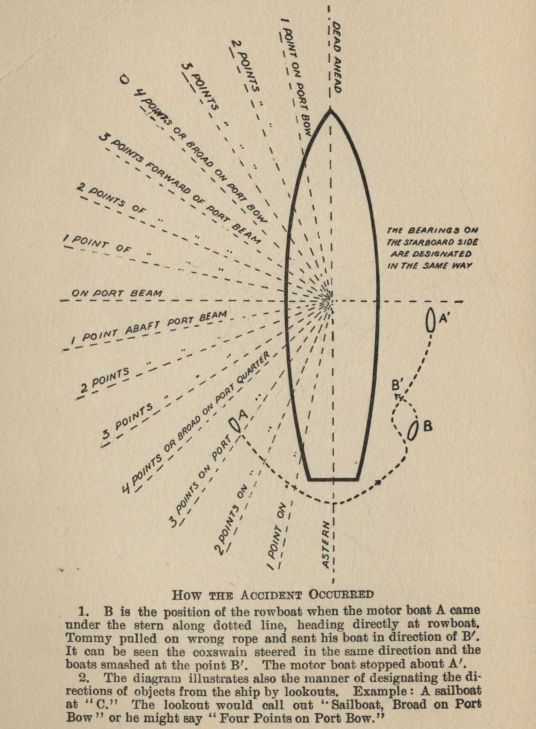 DEAD AHEAD
1 POINT ON PORT BOW
2 POINTS " "
3 POINTS " "
4 POINTS OR BROAD ON PORT BOW
3 POINTS FORWARD OF PORT BEAM
2 POINTS OF " "
1 POINT OF " "
ON PORT BEAM
1 POINT ABAFT PORT BEAM
2 POINTS " " "
3 POINTS " " "
4 POINTS OR BROAD ON PORT QUARTER
3 POINTS ON PORT
2 POINTS ON "
1 POINT ON "
ASTERN
THE BEARINGS ON
THE STARBOARD SIDE
ARE DESIGNATED
IN THE SAME WAY
A'
B'
B
A
HOW THE ACCIDENT OCCURRED
1. B is the position of the rowboat when the motor boat A came
under the stern along dotted line, heading directly at rowboat.
Tommy pulled on wrong rope and sent his boat in direction of B'.
It can be seen the coxswain steered in the same direction and the
boats smashed at the point B'. The motor boat stopped about A'.
2. The diagram illustrates also the manner of designating the di-
rections of objects from the ship by lookouts. Example: A sailboat
at "C." The lookout would call out "Sailboat, Broad on Port
Bow" or he might say "Four Points on Port Bow."